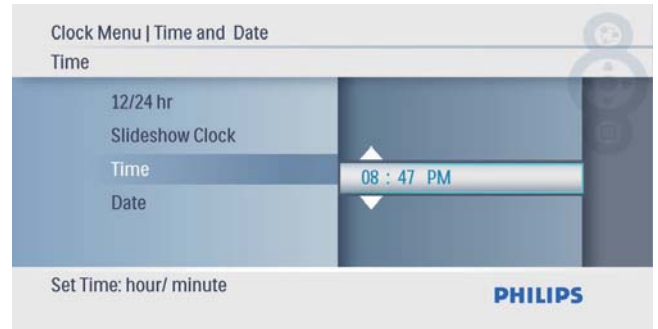 Clock Menu | Time and Date
Time
12/24 hr
Slideshow Clock
Time
08 : 47 PM
Date
Set Time: hour/ minute
PHILIPS